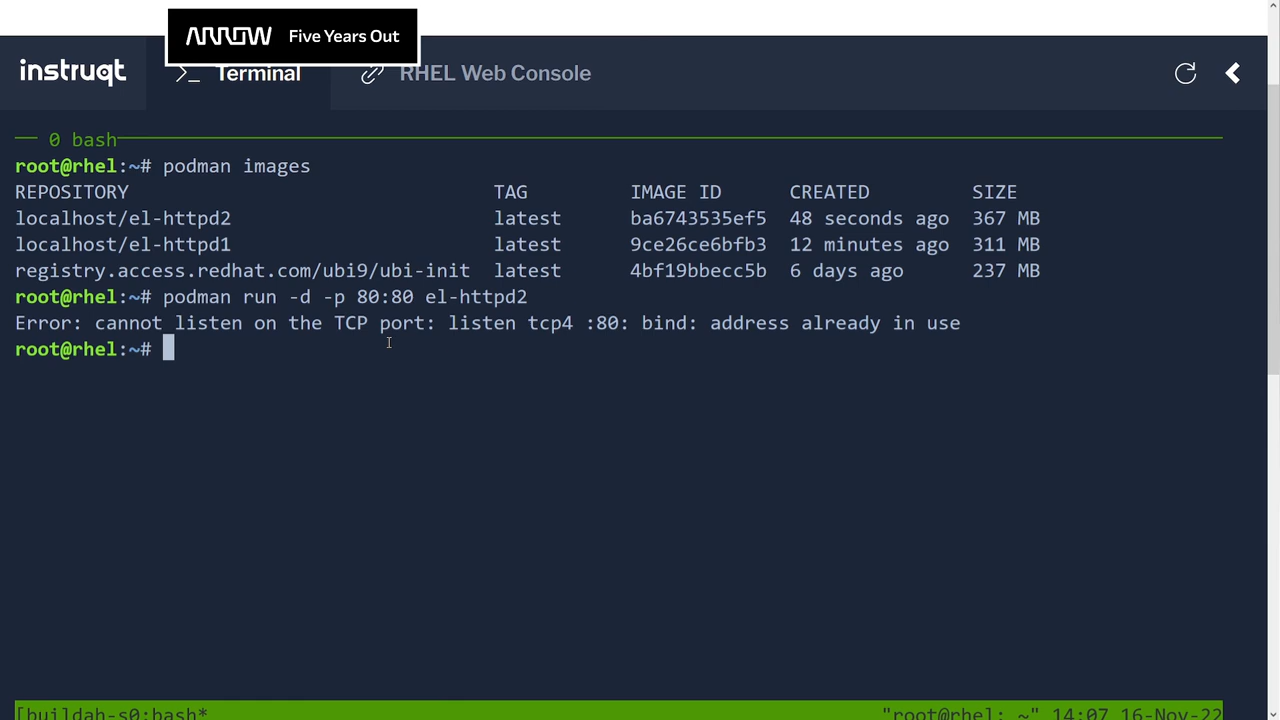 ARROW Five Years Out
instruqt >_ Terminal RHEL Web Console
0 bash
root@rhel:~# podman images
REPOSITORY TAG IMAGE ID CREATED SIZE
localhost/el-httpd2 latest ba6743535ef5 48 seconds ago 367 MB
localhost/el-httpd1 latest 9ce26ce6bfb3 12 minutes ago 311 MB
registry.access.redhat.com/ubi9/ubi-init latest 4bf19bbecc5b 6 days ago 237 MB
root@rhel:~# podman run -d -p 80:80 el-httpd2
Error: cannot listen on the TCP port: listen tcp4 :80: bind: address already in use
root@rhel:~#
[buildah-s0:bash* "root@rhel: ~" 14:07 16-Nov-22